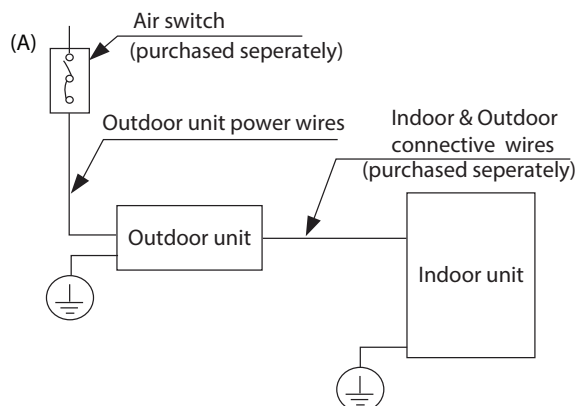 (A)
Air switch
(purchased seperately)
Outdoor unit power wires
Indoor & Outdoor
connective wires
(purchased seperately)
Outdoor unit
Indoor unit